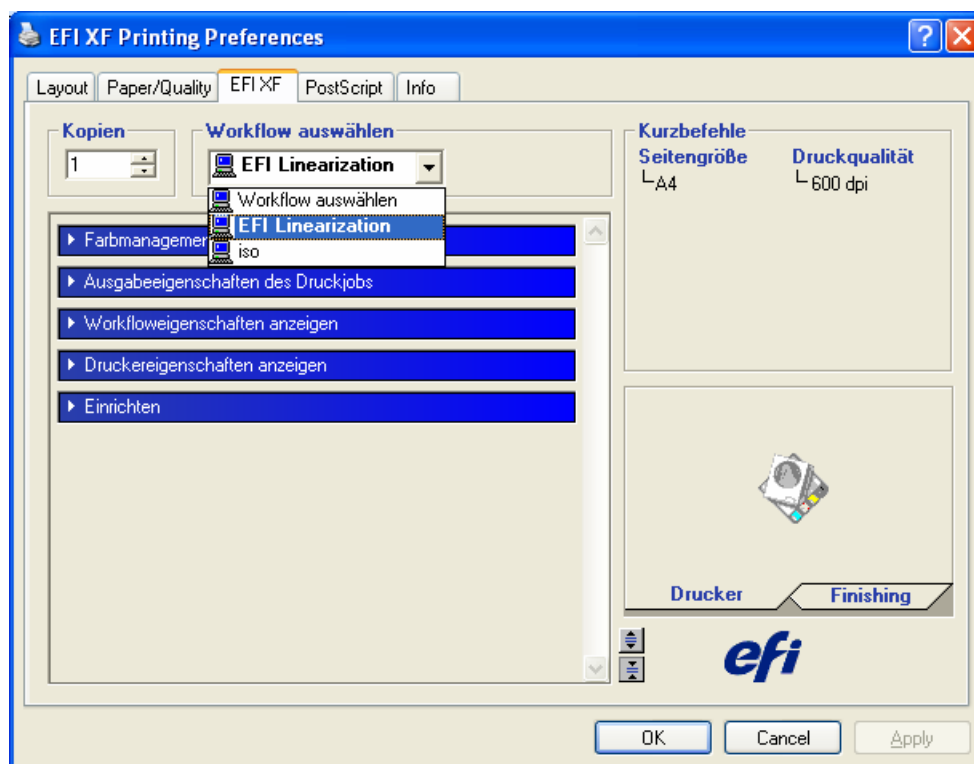 EFI XF Printing Preferences
Layout Paper/Quality EFI XF PostScript Info
Kopien
1
Workflow auswählen
EFI Linearization
Workflow auswählen
EFI Linearization
iso
Ausgabeeigenschaften des Druckjobs
Workfloweigenschaften anzeigen
Druckereigenschaften anzeigen
Einrichten
Kurzbefehle
Seitengröße Druckqualität
A4 600 dpi
Drucker Finishing
efi
OK Cancel Apply